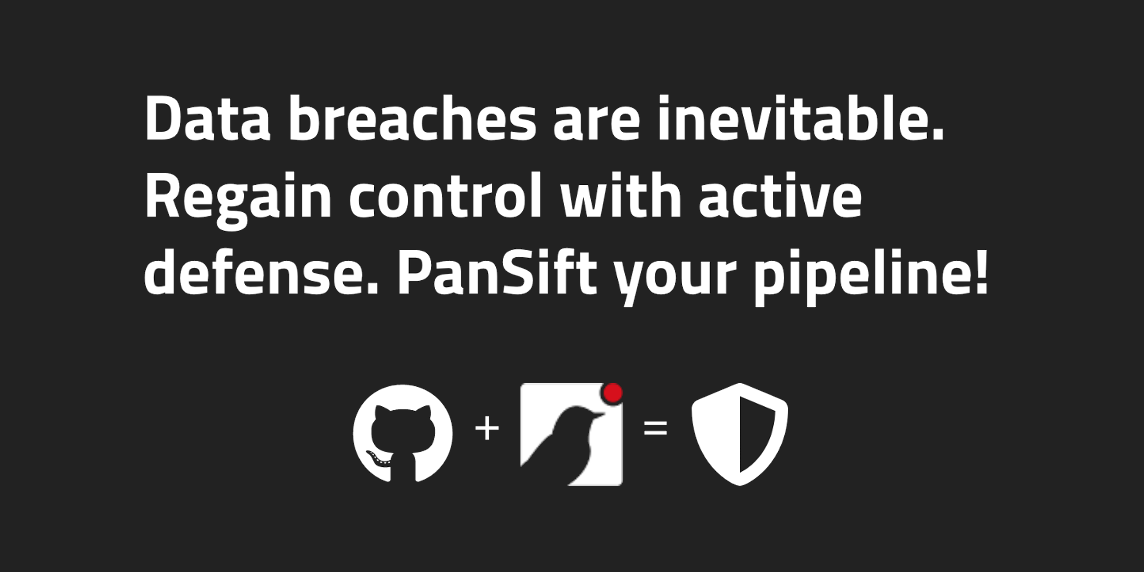 Data breaches are inevitable.
Regain control with active
defense. PanSift your pipeline!
+ =